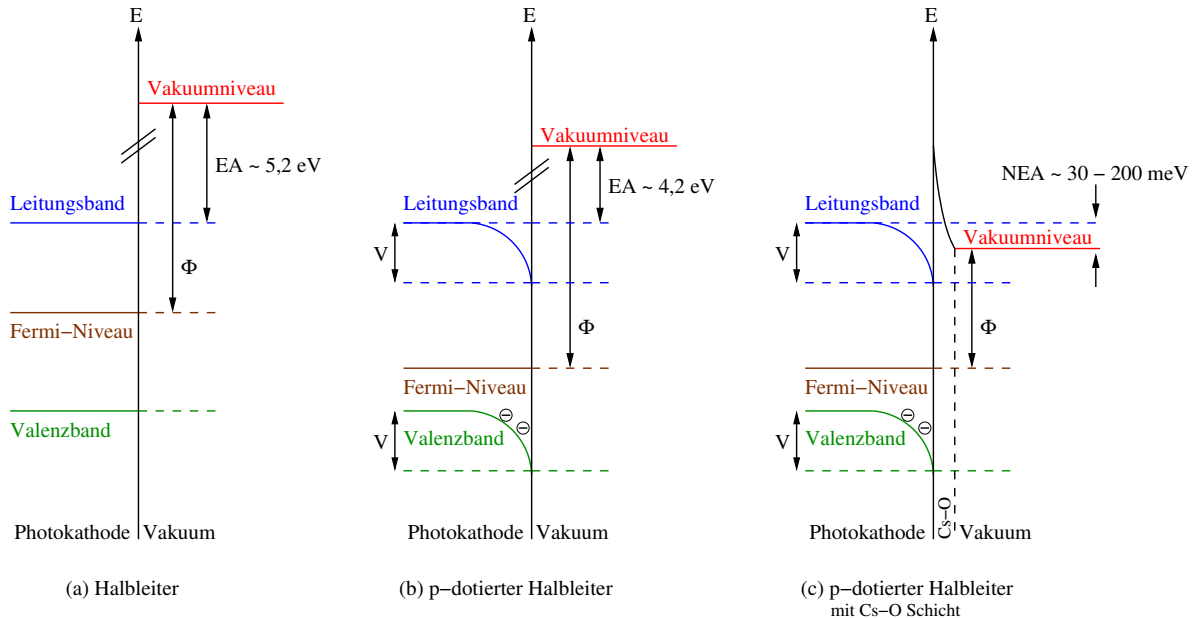 E
Vakuumniveau
EA ~ 5,2 eV
Leitungsband
Φ
Fermi−Niveau
Valenzband
Photokathode
Vakuum
(a) Halbleiter
E
Vakuumniveau
EA ~ 4,2 eV
Leitungsband
V
Φ
Fermi−Niveau
V
Valenzband
Photokathode
Vakuum
(b) p−dotierter Halbleiter
E
NEA ~ 30 − 200 meV
Leitungsband
Vakuumniveau
V
Φ
Fermi−Niveau
V
Valenzband
Cs−O
Photokathode
Vakuum
(c) p−dotierter Halbleiter
mit Cs−O Schicht